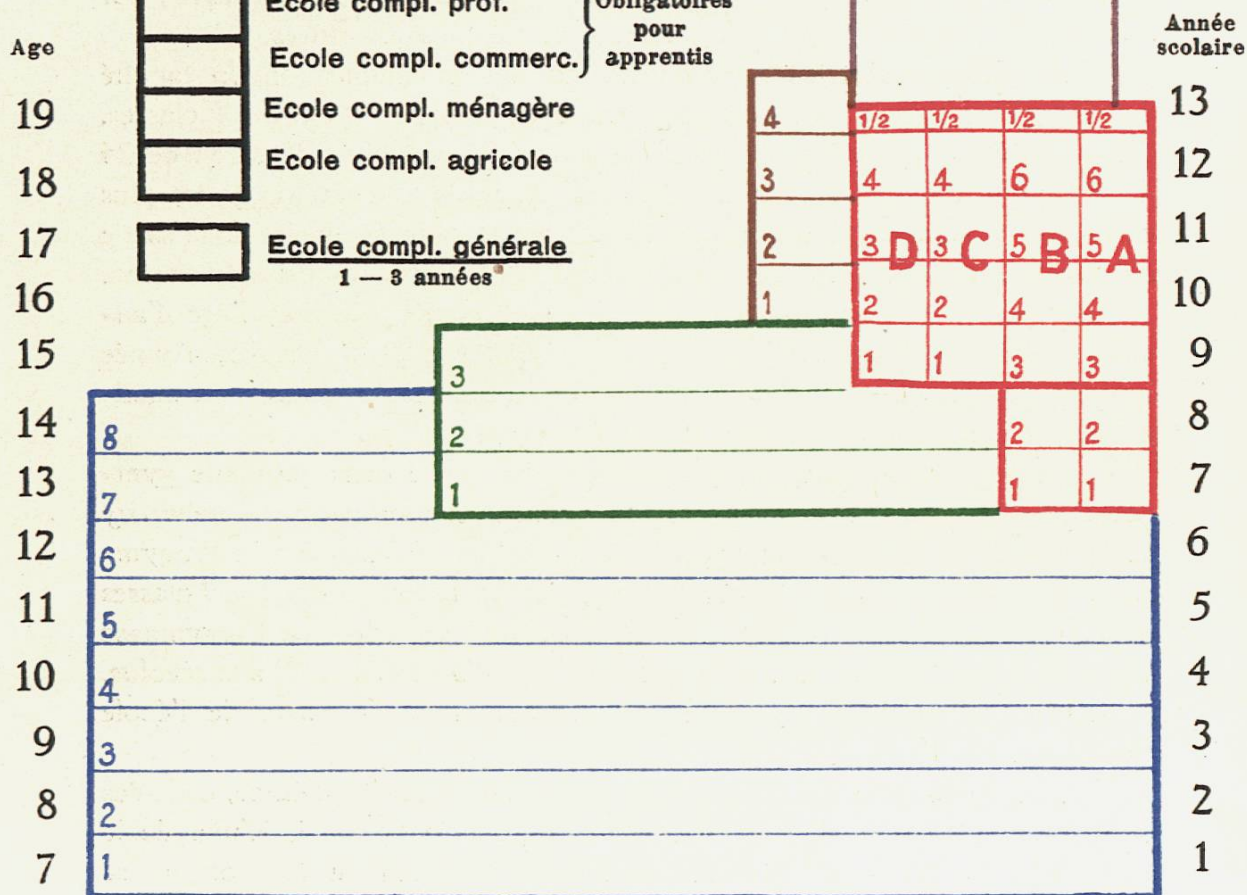 Ecole compl. prof.
Obligatoires
pour
apprentis
Ecole compl. commerc.
Ecole compl. ménagère
Ecole compl. agricole
Ecole compl. générale
1 — 3 années
Age
19
18
17
16
15
14
13
12
11
10
9
8
7
Année
scolaire
13
12
11
10
9
8
7
6
5
4
3
2
1
4
3
2
1
1/2 1/2 1/2 1/2
4 4 6 6
3 D 3 C 5 B 5 A
2 2 4 4
1 1 3 3
2 2
1 1
3
2
1
8
7
6
5
4
3
2
1